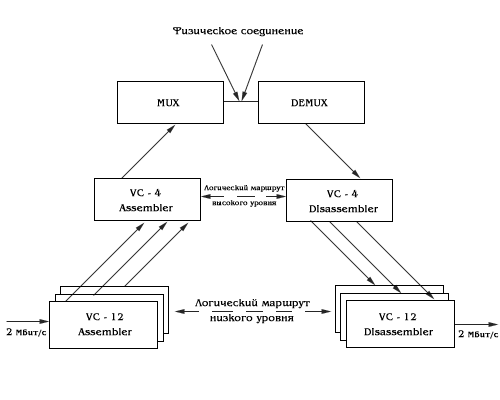 Физическое соединение
MUX
DEMUX
VC - 4
Assembler
Логический маршрут
высокого уровня
VC - 4
Disassembler
VC - 12
Assembler
Логический маршрут
низкого уровня
VC - 12
Disassembler
2 Мбит/с
2 Мбит/с